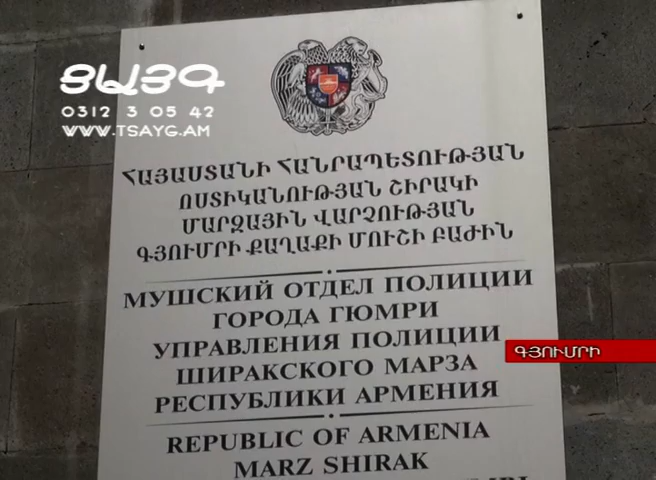 ՑԱՅԳ
0312 3 05 42
WWW.TSAYG.AM
ՀԱՅԱՍՏԱՆԻ ՀԱՆՐԱՊԵՏՈՒԹՅԱՆ
ՈՍՏԻԿԱՆՈՒԹՅԱՆ ՇԻՐԱԿԻ
ՄԱՐԶԱՅԻՆ ՎԱՐՉՈՒԹՅԱՆ
ԳՅՈՒՄՐԻ ՔԱՂԱՔԻ ՄՈՒՇԻ ԲԱԺԻՆ
МУШСКИЙ ОТДЕЛ ПОЛИЦИИ
ГОРОДА ГЮМРИ
УПРАВЛЕНИЯ ПОЛИЦИИ
ШИРАКСКОГО МАРЗА
РЕСПУБЛИКИ АРМЕНИЯ
ԳՅՈՒՄՐԻ
REPUBLIC OF ARMENIA
MARZ SHIRAK